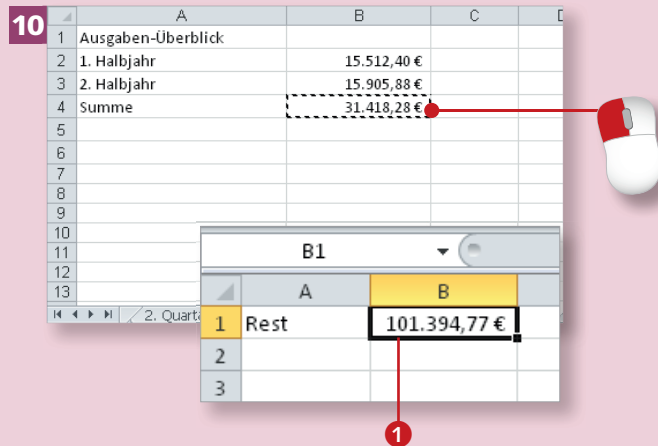 10
A B C
1 Ausgaben-Überblick
2 1. Halbjahr 15.512,40 €
3 2. Halbjahr 15.905,88 €
4 Summe 31.418,28 €
5
6
7
8
9
10
11
12
13
2. Quarta
B1
A B
1 Rest 101.394,77 €
2
3
1